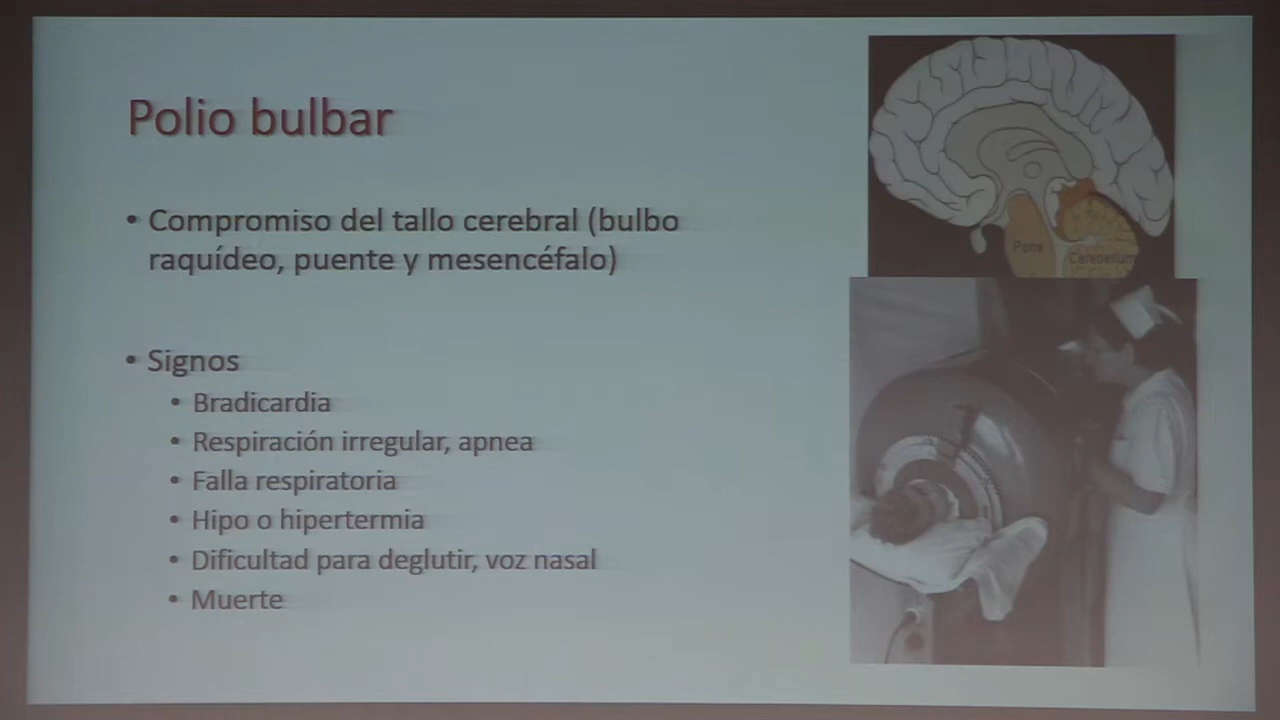 Polio bulbar
• Compromiso del tallo cerebral (bulbo
raquídeo, puente y mesencéfalo)
• Signos
• Bradicardia
• Respiración irregular, apnea
• Falla respiratoria
• Hipo o hipertermia
• Dificultad para deglutir, voz nasal
• Muerte
Pons
Cerebellum